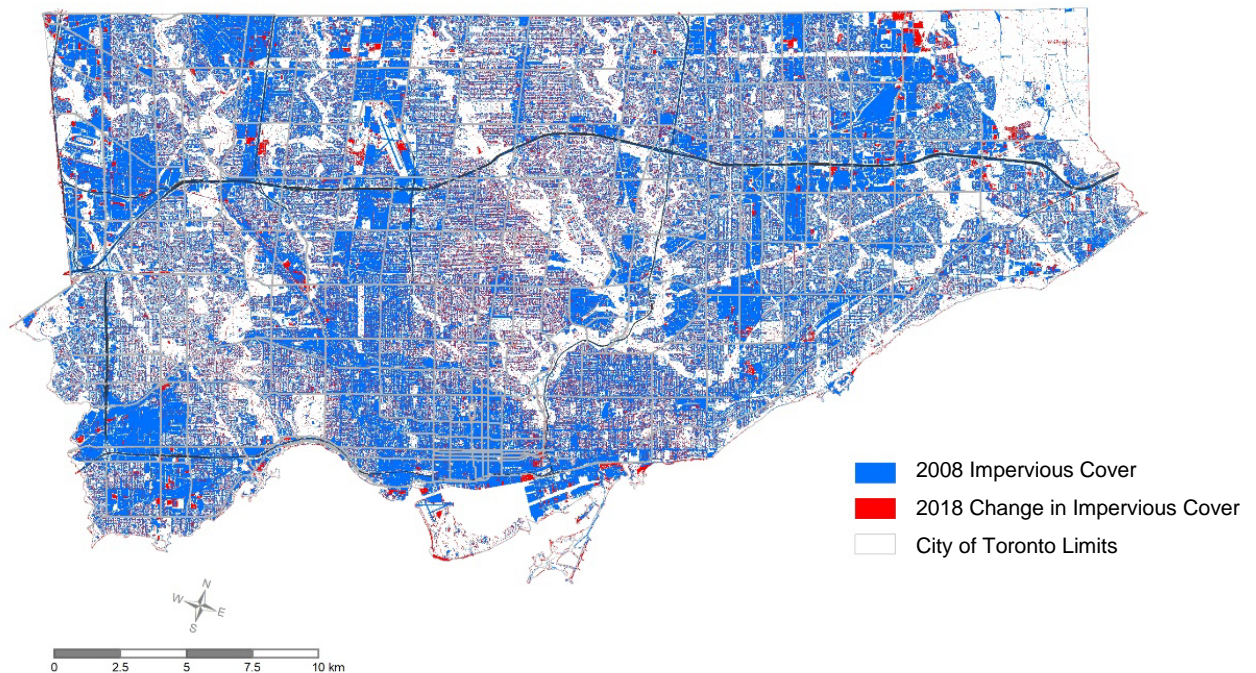 2008 Impervious Cover
2018 Change in Impervious Cover
City of Toronto Limits
N
W
E
S
0 2.5 5 7.5 10 km